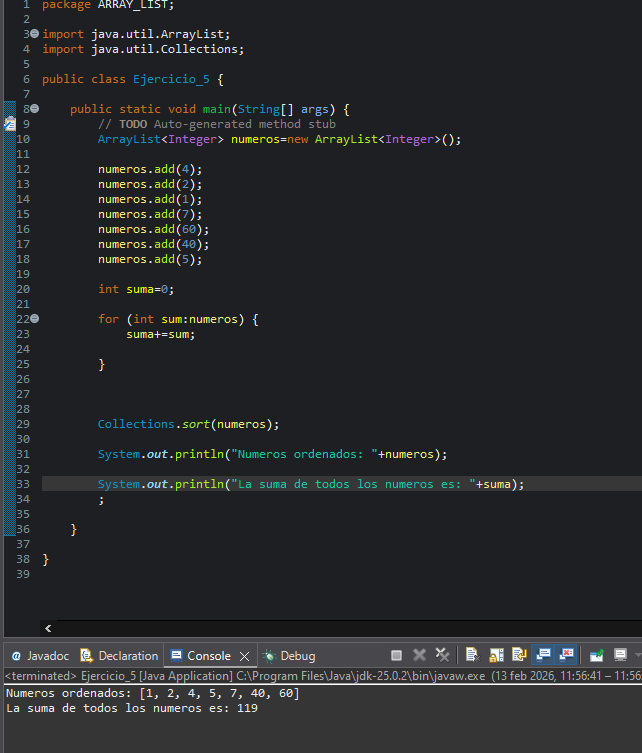 1 package ARRAY_LIST;
2
3 import java.util.ArrayList;
4 import java.util.Collections;
5
6 public class Ejercicio_5 {
7
8 public static void main(String[] args) {
9 // TODO Auto-generated method stub
10 ArrayList<Integer> numeros=new ArrayList<Integer>();
11
12 numeros.add(4);
13 numeros.add(2);
14 numeros.add(1);
15 numeros.add(7);
16 numeros.add(60);
17 numeros.add(40);
18 numeros.add(5);
19
20 int suma=0;
21
22 for (int sum:numeros) {
23 suma+=sum;
24
25 }
26
27
28
29 Collections.sort(numeros);
30
31 System.out.println("Numeros ordenados: "+numeros);
32
33 System.out.println("La suma de todos los numeros es: "+suma);
34 ;
35
36 }
37
38 }
39
@ Javadoc Declaration Console Debug
<terminated> Ejercicio_5 [Java Application] C:\Program Files\Java\jdk-25.0.2\bin\javaw.exe (13 feb 2026, 11:56:41 – 11:56
Numeros ordenados: [1, 2, 4, 5, 7, 40, 60]
La suma de todos los numeros es: 119